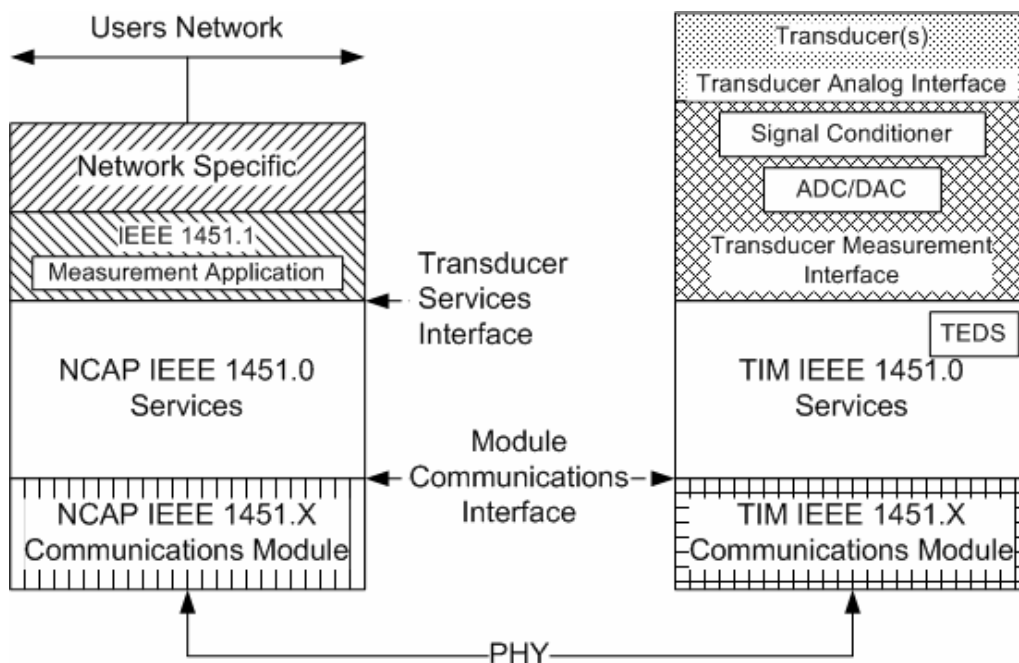 Users Network
Network Specific
IEEE 1451.1
Measurement Application
NCAP IEEE 1451.0
Services
NCAP IEEE 1451.X
Communications Module
Transducer
Services
Interface
Module
Communications
Interface
PHY
Transducer(s)
Transducer Analog Interface
Signal Conditioner
ADC/DAC
Transducer Measurement
Interface
TEDS
TIM IEEE 1451.0
Services
TIM IEEE 1451.X
Communications Module